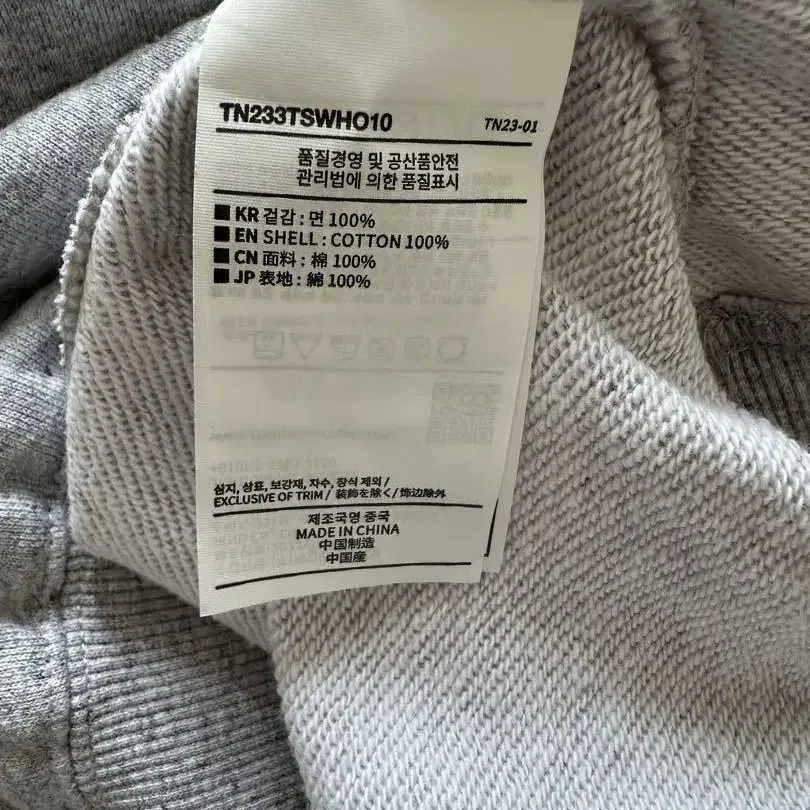 TN233TSWHO10
TN23-01
품질경영 및 공산품안전
관리법에 의한 품질표시
■ KR 겉감 : 면 100%
■ EN SHELL : COTTON 100%
■ CN 面料 : 棉 100%
■ JP 表地 : 綿 100%
심지, 상표, 보강재, 자수, 장식 제외 /
EXCLUSIVE OF TRIM / 装飾を除く / 饰边除外
제조국명 중국
MADE IN CHINA
中国制造
中国産